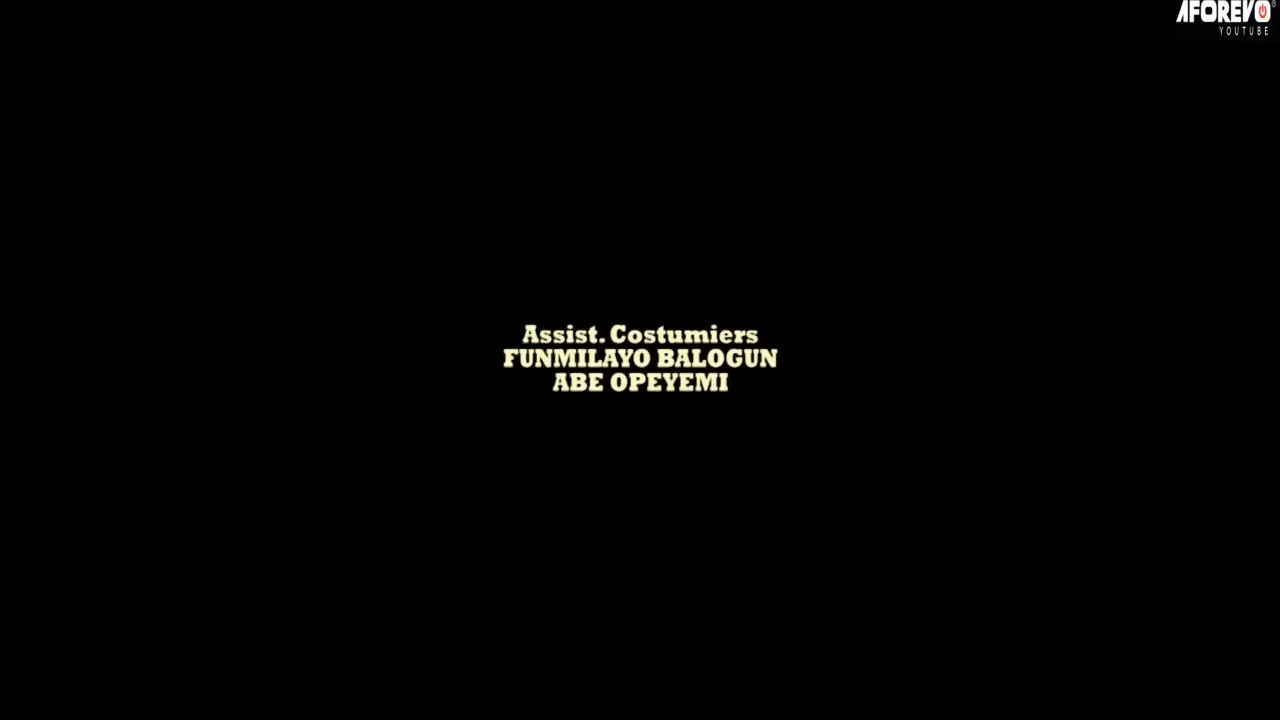 AFOREVO
YOUTUBE
Assist. Costumiers
FUNMILAYO BALOGUN
ABE OPEYEMI